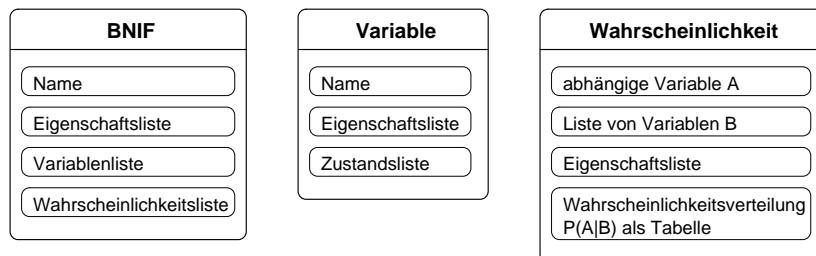 BNIF
Name
Eigenschaftsliste
Variablenliste
Wahrscheinlichkeitsliste
Variable
Name
Eigenschaftsliste
Zustandsliste
Wahrscheinlichkeit
abhängige Variable A
Liste von Variablen B
Eigenschaftsliste
Wahrscheinlichkeitsverteilung
P(A|B) als Tabelle